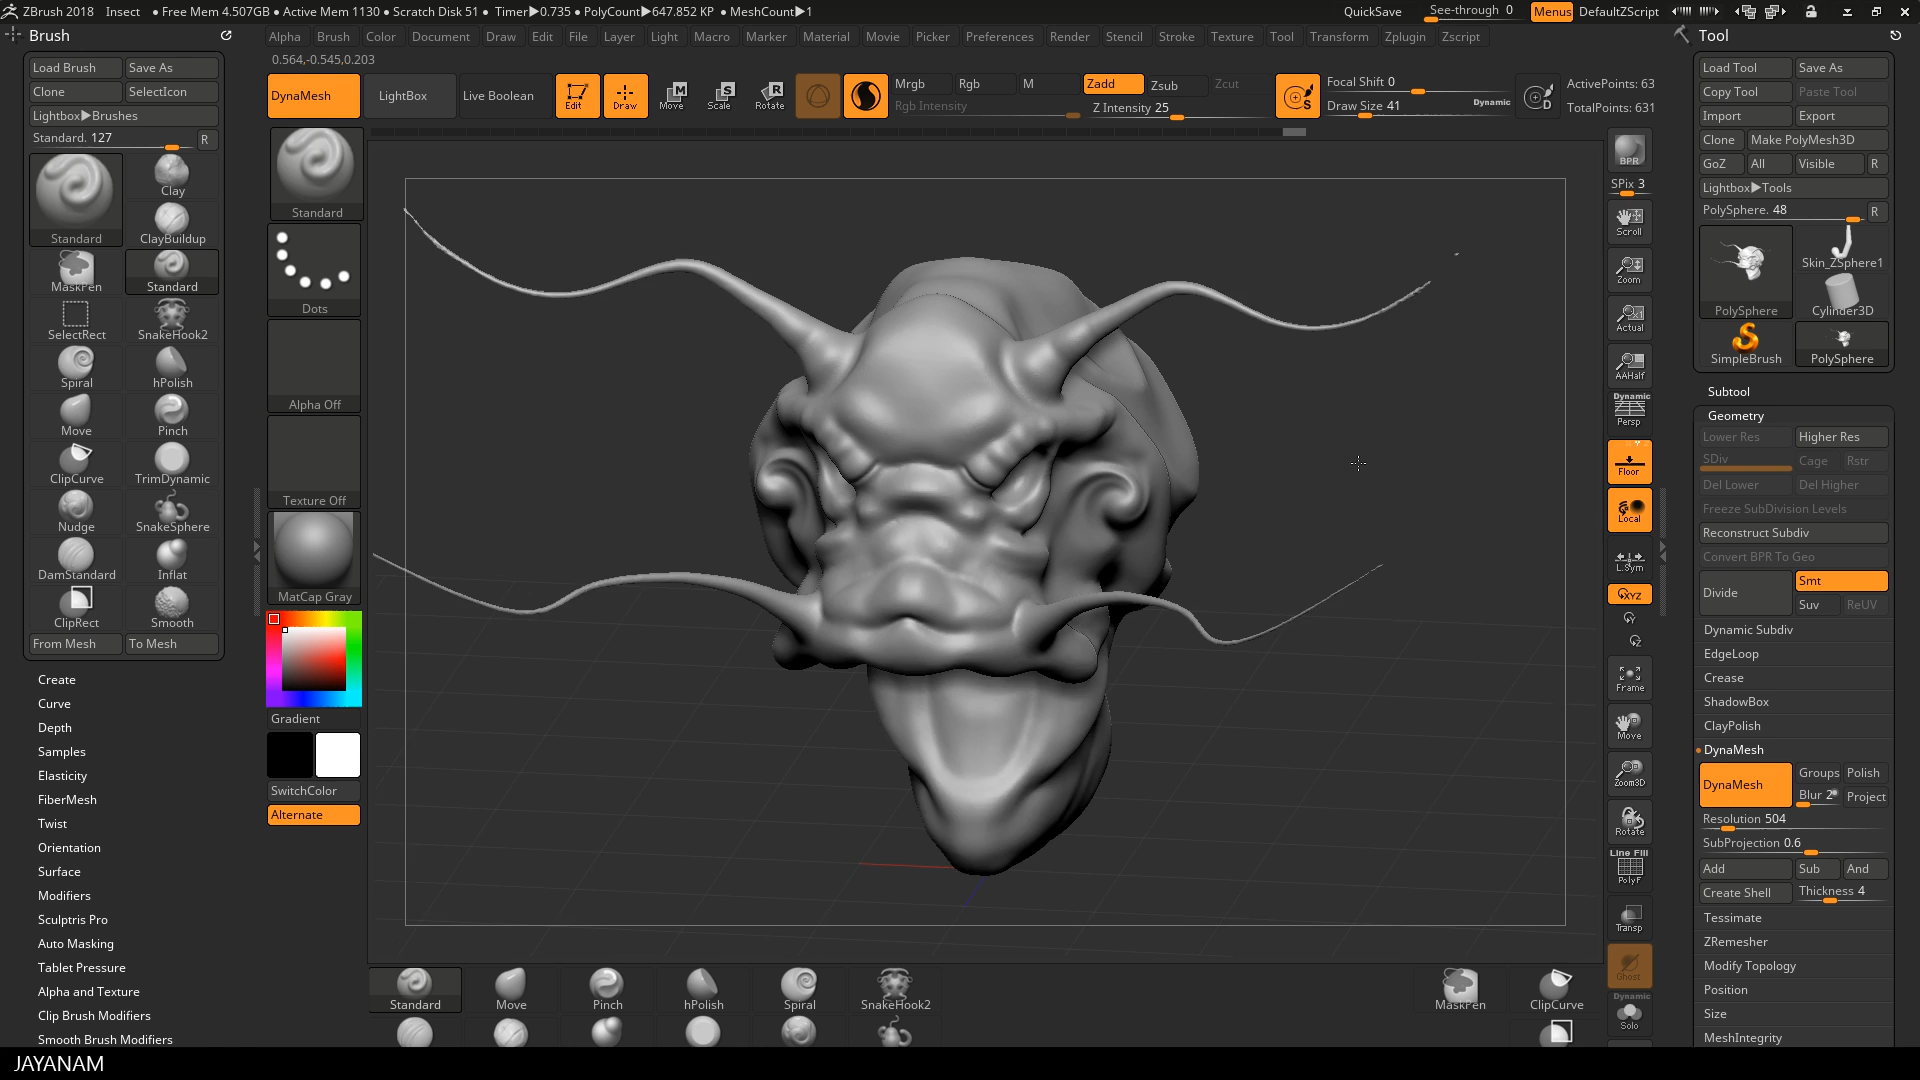 ZBrush 2018 Insect • Free Mem 4.507GB • Active Mem 1130 • Scratch Disk 51 • Timer▶0.735 • PolyCount▶647.852 KP • MeshCount▶1 QuickSave See-through 0 Menus DefaultZScript
Brush
Alpha Brush Color Document Draw Edit File Layer Light Macro Marker Material Movie Picker Preferences Render Stencil Stroke Texture Tool Transform Zplugin Zscript
Tool
0.564,-0.545,0.203
Load Brush Save As
Clone SelectIcon
Lightbox▶Brushes
Standard. 127 R
Standard
Clay
ClayBuildup
MaskPen Standard
SelectRect SnakeHook2
Spiral hPolish
Move Pinch
ClipCurve TrimDynamic
Nudge SnakeSphere
DamStandard Inflat
ClipRect Smooth
From Mesh To Mesh
Create
Curve
Depth
Samples
Elasticity
FiberMesh
Twist
Orientation
Surface
Modifiers
Sculptris Pro
Auto Masking
Tablet Pressure
Alpha and Texture
Clip Brush Modifiers
Smooth Brush Modifiers
DynaMesh LightBox Live Boolean Edit Draw Move Scale Rotate
M S R
Mrgb Rgb M Zadd Zsub Zcut
Rgb Intensity Z Intensity 25
S
Focal Shift 0
Draw Size 41 Dynamic
D
ActivePoints: 63
TotalPoints: 631
Standard
Dots
Alpha Off
Texture Off
MatCap Gray
Gradient
SwitchColor
Alternate
BPR
SPix 3
Scroll
Zoom
Actual
AAHalf
Dynamic
Persp
Floor
Local
L.Sym
XYZ
Y
Z
Frame
Move
Zoom3D
Rotate
Line Fill
PolyF
Transp
Ghost
Dynamic
Solo
Load Tool Save As
Copy Tool Paste Tool
Import Export
Clone Make PolyMesh3D
GoZ All Visible R
Lightbox▶Tools
PolySphere. 48 R
PolySphere
Skin_ZSphere1
Cylinder3D
SimpleBrush PolySphere
Subtool
Geometry
Lower Res Higher Res
SDiv Cage Rstr
Del Lower Del Higher
Freeze SubDivision Levels
Reconstruct Subdiv
Convert BPR To Geo
Divide Smt
Suv ReUV
Dynamic Subdiv
EdgeLoop
Crease
ShadowBox
ClayPolish
DynaMesh
DynaMesh Groups Polish
Blur 2 Project
Resolution 504
SubProjection 0.6
Add Sub And
Create Shell Thickness 4
Tessimate
ZRemesher
Modify Topology
Position
Size
MeshIntegrity
Standard Move Pinch hPolish Spiral SnakeHook2 MaskPen ClipCurve
JAYANAM